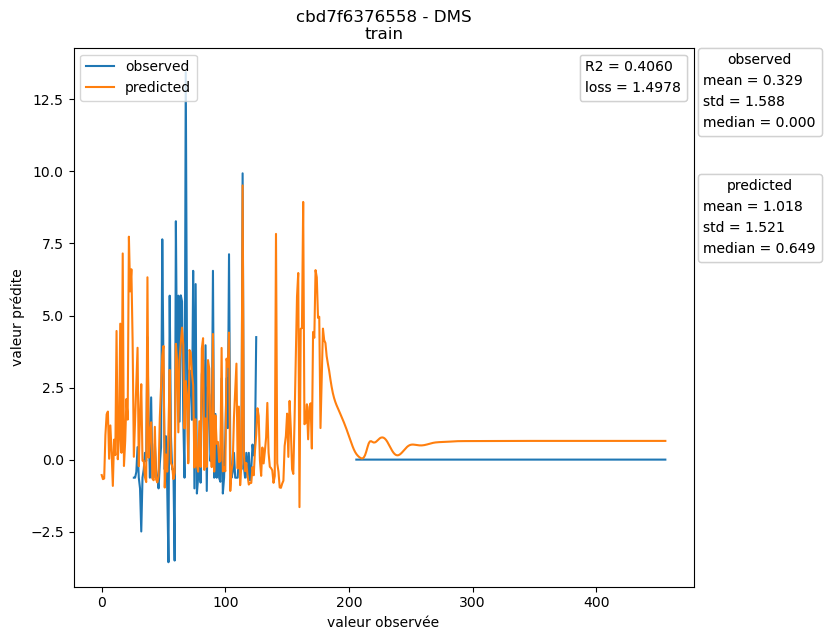 cbd7f6376558 - DMS
train
observed
predicted
R2 = 0.4060
loss = 1.4978
observed
mean = 0.329
std = 1.588
median = 0.000
predicted
mean = 1.018
std = 1.521
median = 0.649
valeur prédite
12.5
10.0
7.5
5.0
2.5
0.0
−2.5
0
100
200
300
400
valeur observée